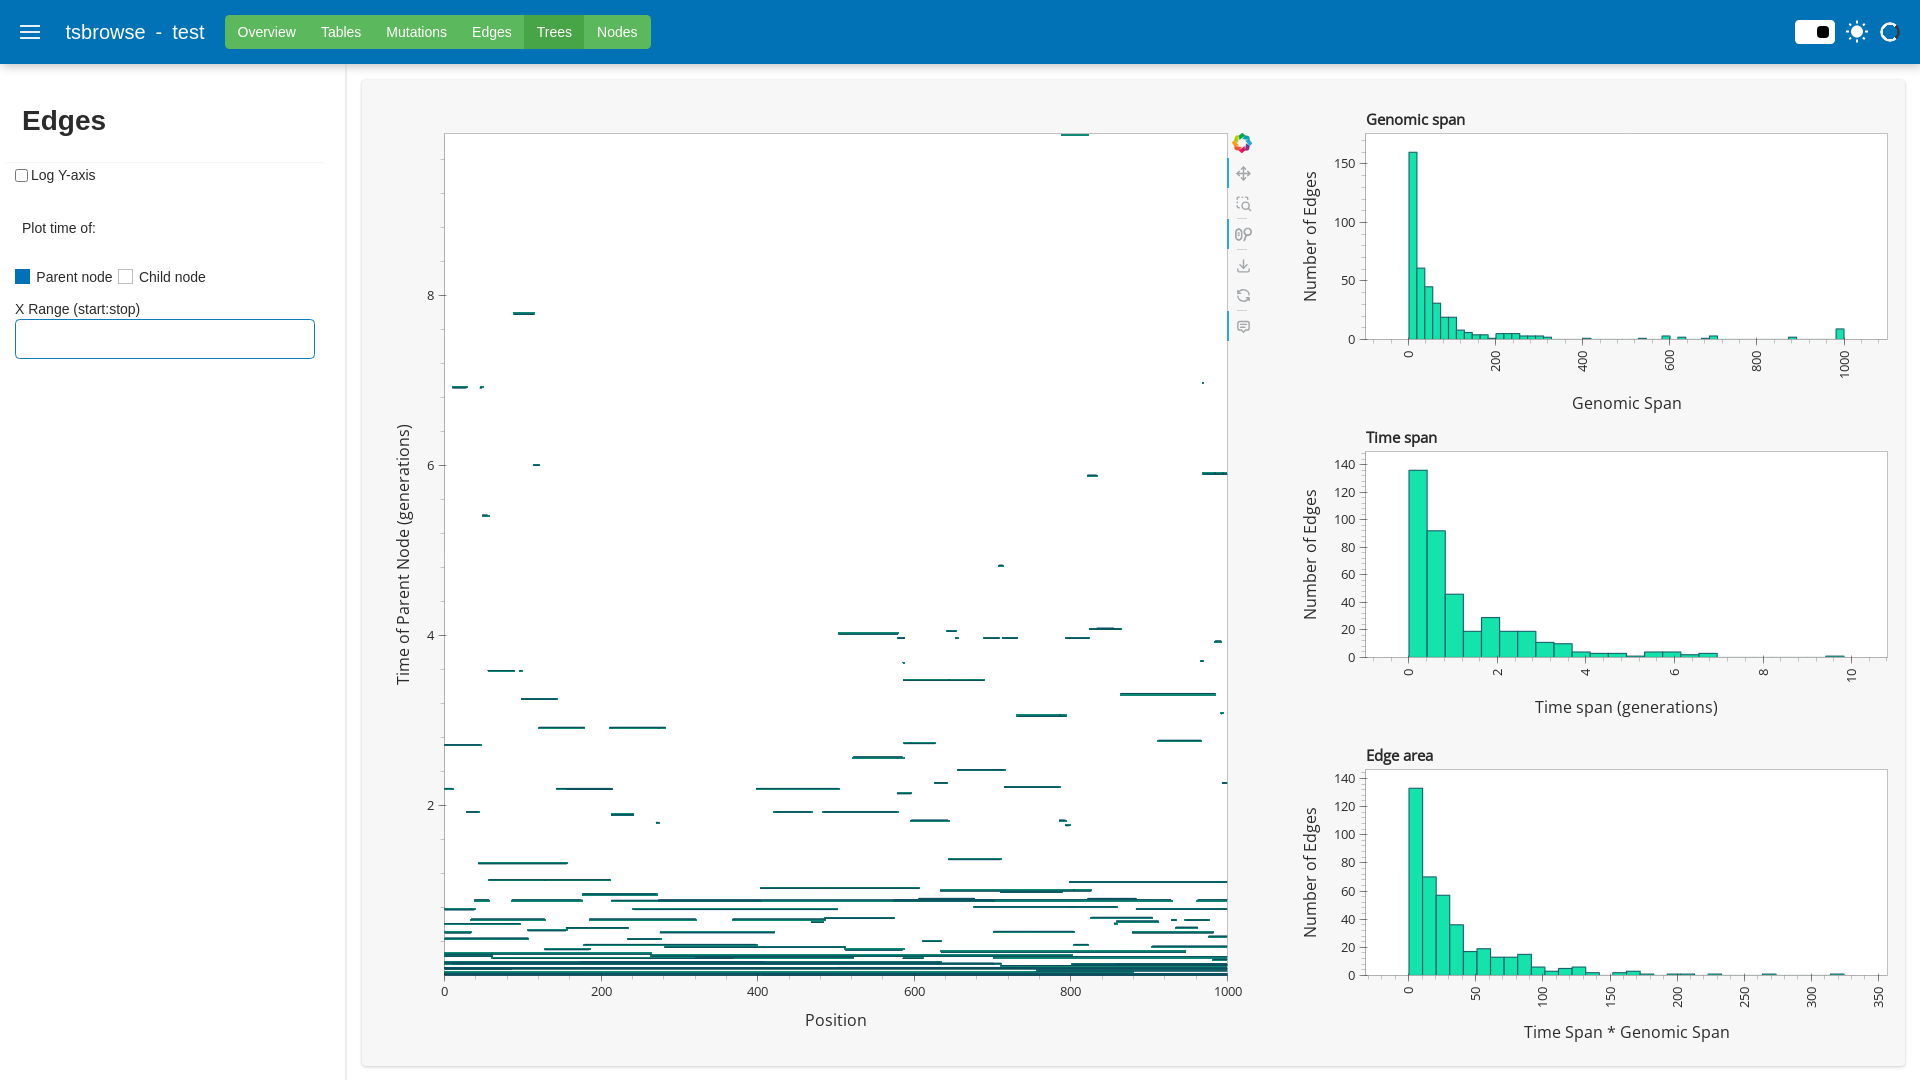 tsbrowse - test
Overview Tables Mutations Edges Trees Nodes
Edges
Log Y-axis
Plot time of:
Parent node Child node
X Range (start:stop)
Time of Parent Node (generations)
8
6
4
2
0 200 400 600 800 1000
Position
Genomic span
Number of Edges
150
100
50
0
0 200 400 600 800 1000
Genomic Span
Time span
Number of Edges
140
120
100
80
60
40
20
0
0 2 4 6 8 10
Time span (generations)
Edge area
Number of Edges
140
120
100
80
60
40
20
0
0 50 100 150 200 250 300 350
Time Span * Genomic Span